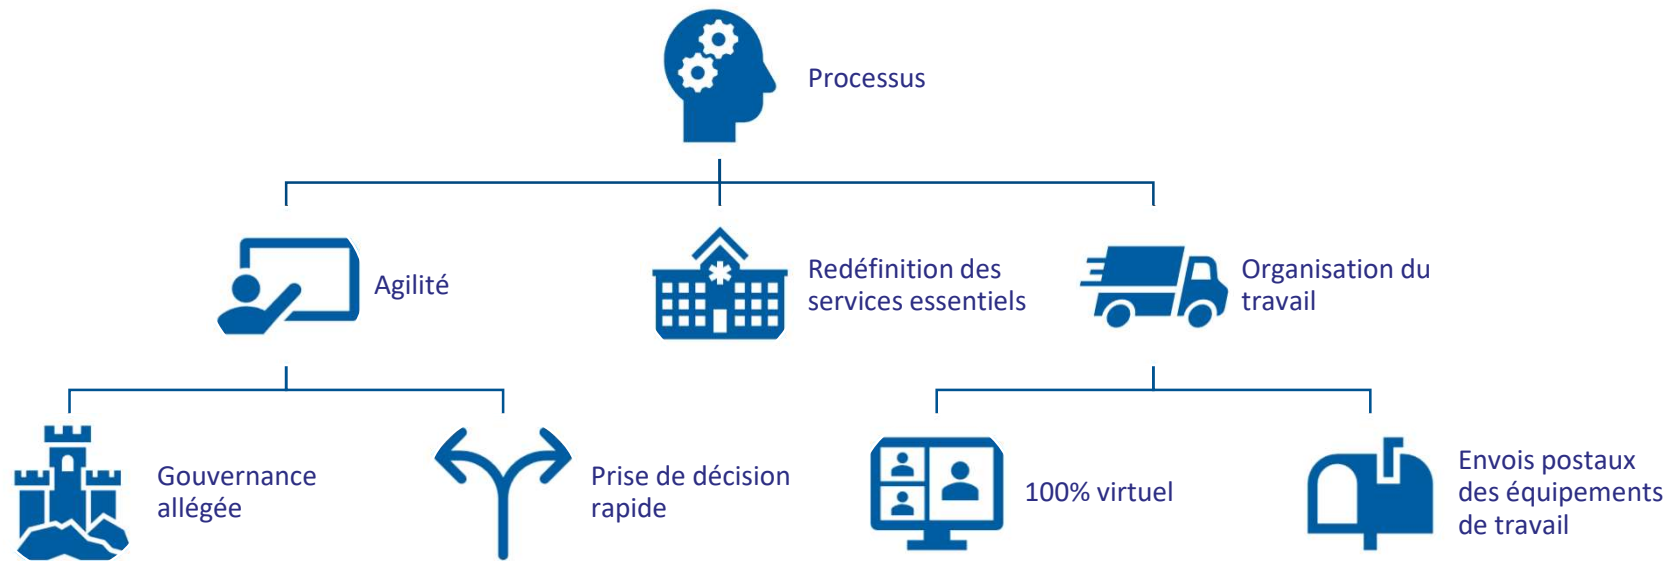 Processus
Agilité
Redéfinition des
services essentiels
Organisation du
travail
Gouvernance
allégée
Prise de décision
rapide
100% virtuel
Envois postaux
des équipements
de travail